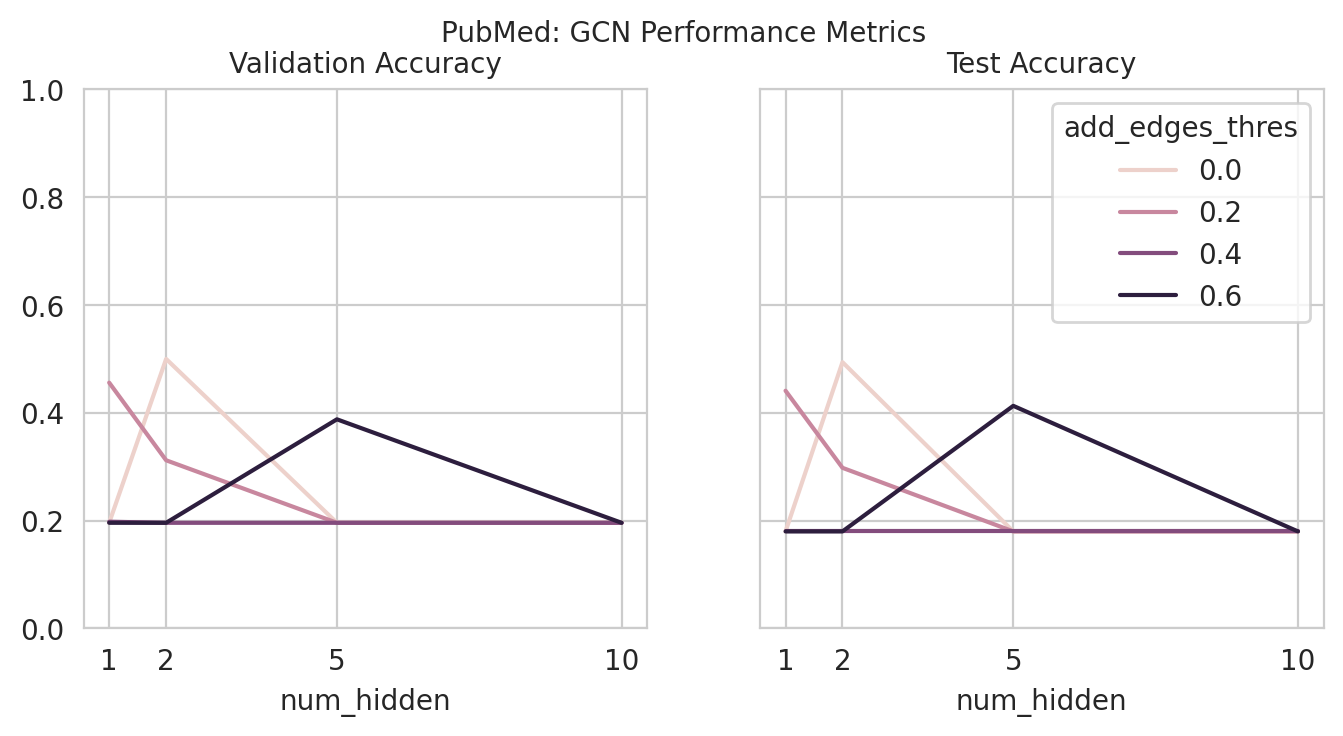 PubMed: GCN Performance Metrics
Validation Accuracy
1.0
0.8
0.6
0.4
0.2
0.0
1 2 5 10
num_hidden
Test Accuracy
add_edges_thres
0.0
0.2
0.4
0.6
1 2 5 10
num_hidden